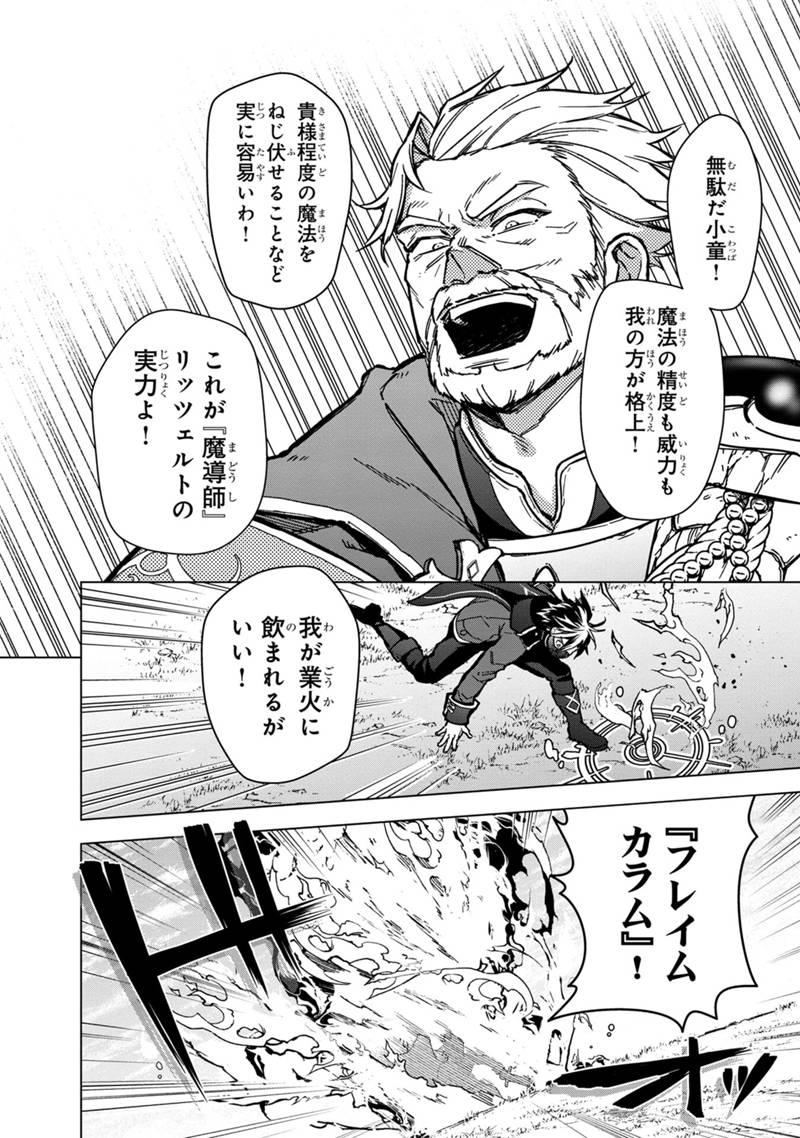 無駄だ小童！
魔法の精度も威力も
我の方が格上！
貴様程度の魔法を
ねじ伏せることなど
実に容易いわ！
これが『魔導師』
リッツェルトの
実力よ！
我が業火に
飲まれるが
いい！
『フレイム
カラム』！
ドオッ